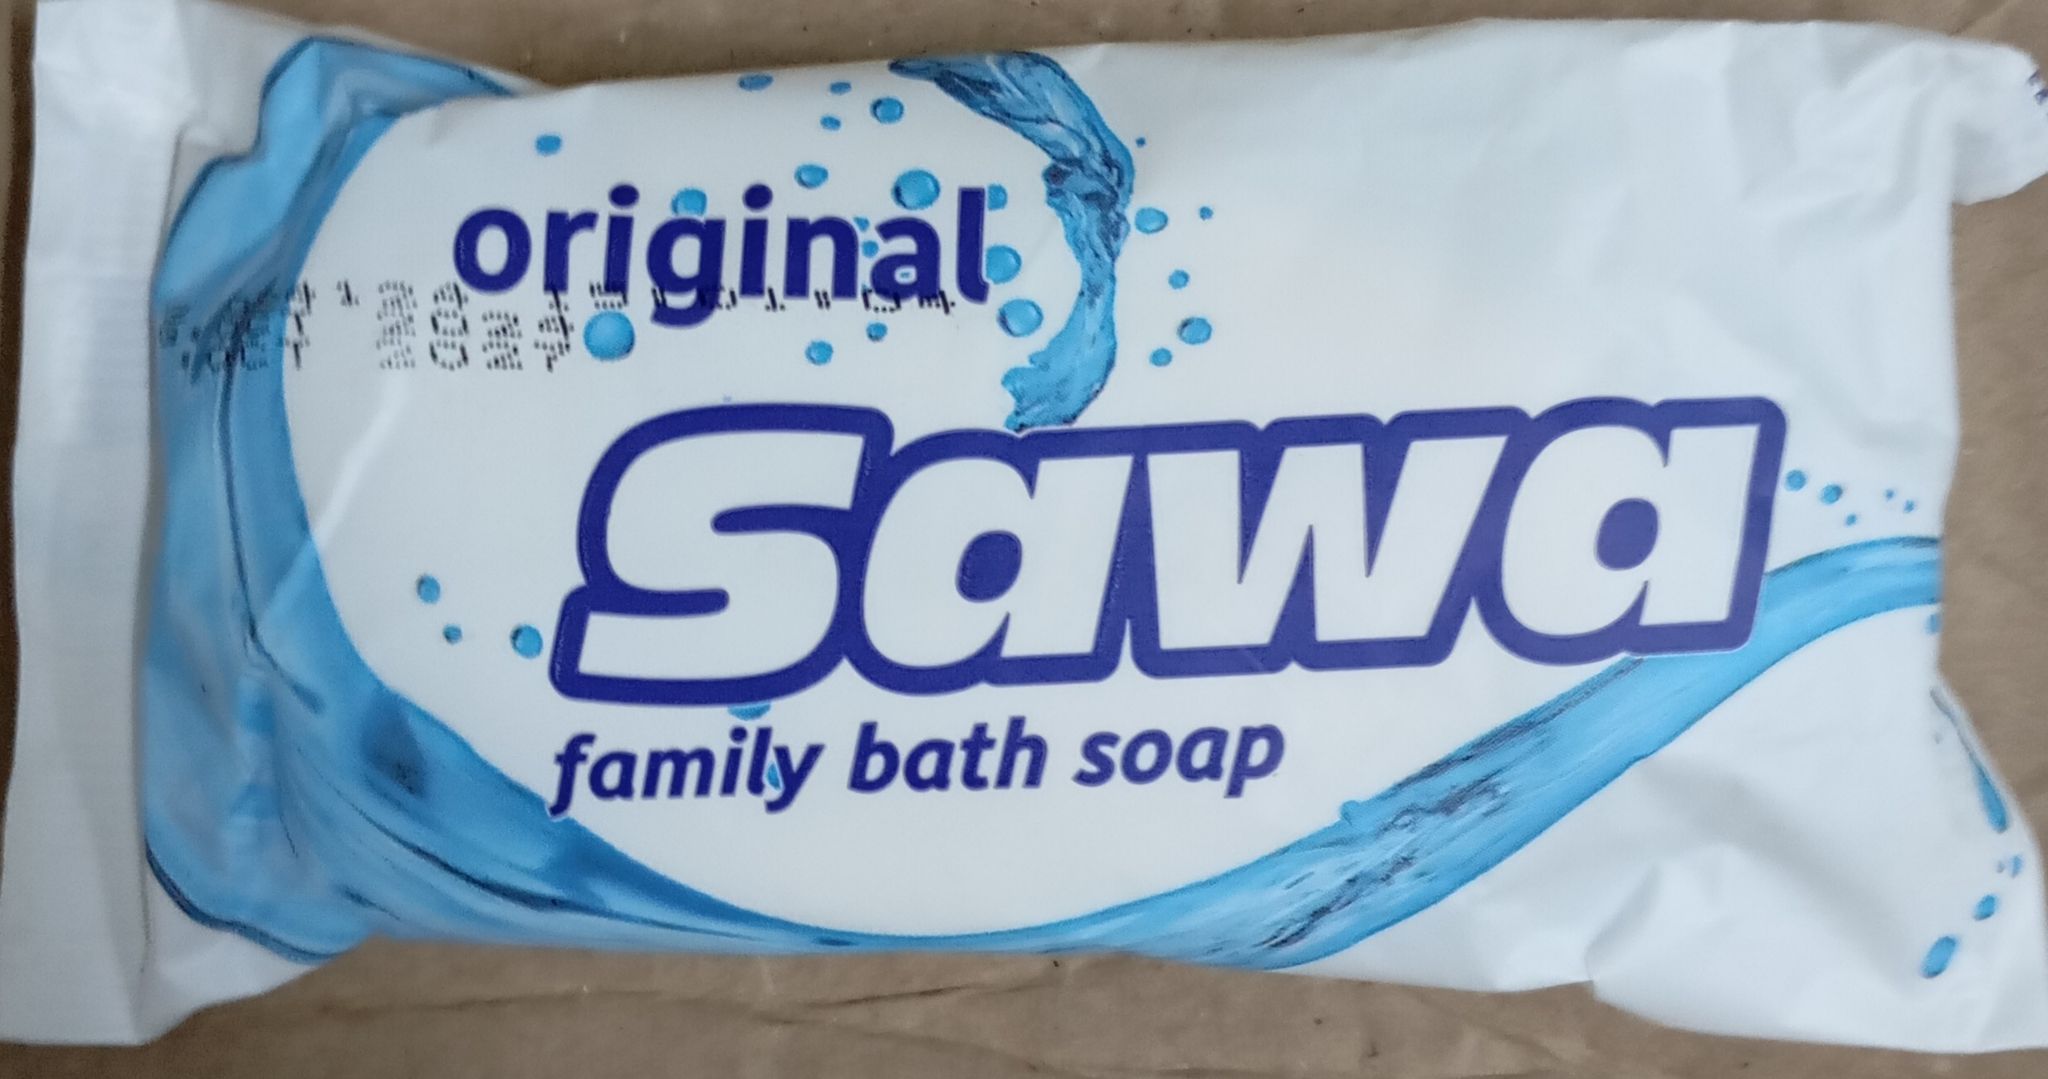 original
Sawa
family bath soap